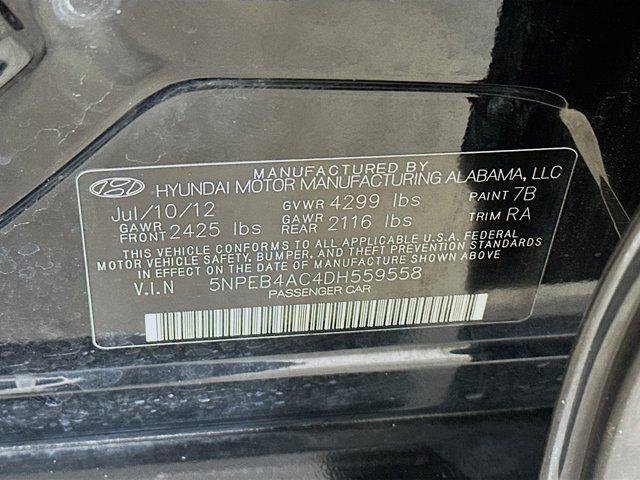 MANUFACTURED BY
HYUNDAI MOTOR MANUFACTURING ALABAMA, LLC
Jul/10/12 GVWR 4299 lbs PAINT 7B
GAWR FRONT 2425 lbs GAWR REAR 2116 lbs TRIM RA
THIS VEHICLE CONFORMS TO ALL APPLICABLE U.S.A. FEDERAL
MOTOR VEHICLE SAFETY, BUMPER, AND THEFT PREVENTION STANDARDS
IN EFFECT ON THE DATE OF MANUFACTURE SHOWN ABOVE
V.I.N 5NPEB4AC4DH559558
PASSENGER CAR